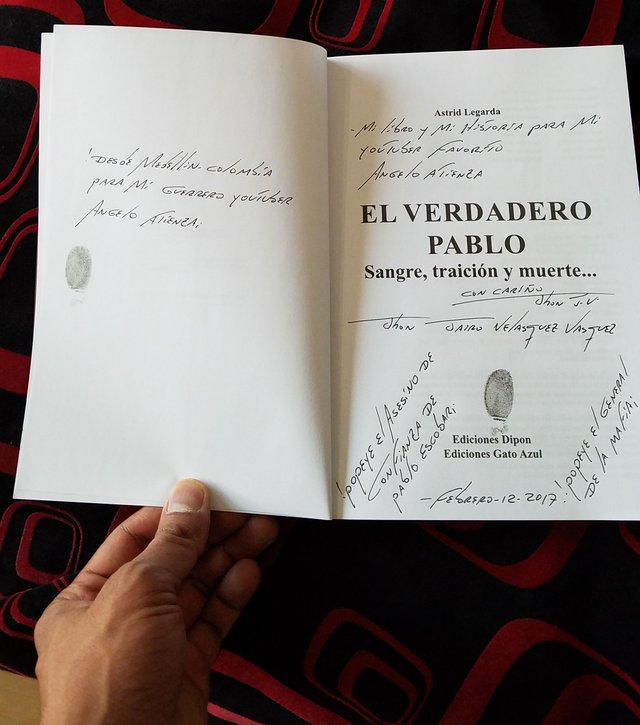 ¡DESDE MEDELLÍN-COLOMBIA
PARA MI GUERRERO YOUTUBER
ANGELO ATIENZA¡
Astrid Legarda
-MI LIBRO Y MI HISTORIA PARA MI
YOUTUBER FAVORITO
ANGELO ATIENZA
EL VERDADERO
PABLO
Sangre, traición y muerte...
CON CARIÑO
Jhon J.V.
Jhon JAIRO VELASQUEZ VASQUEZ
¡POPEYE El ASESINO DE
CONFIANZA DE
PABLO ESCOBAR¡
Ediciones Dipon
Ediciones Gato Azul
-FEBRERO-12-2017
¡POPEYE El GENERAl
DE LA MAFIA¡